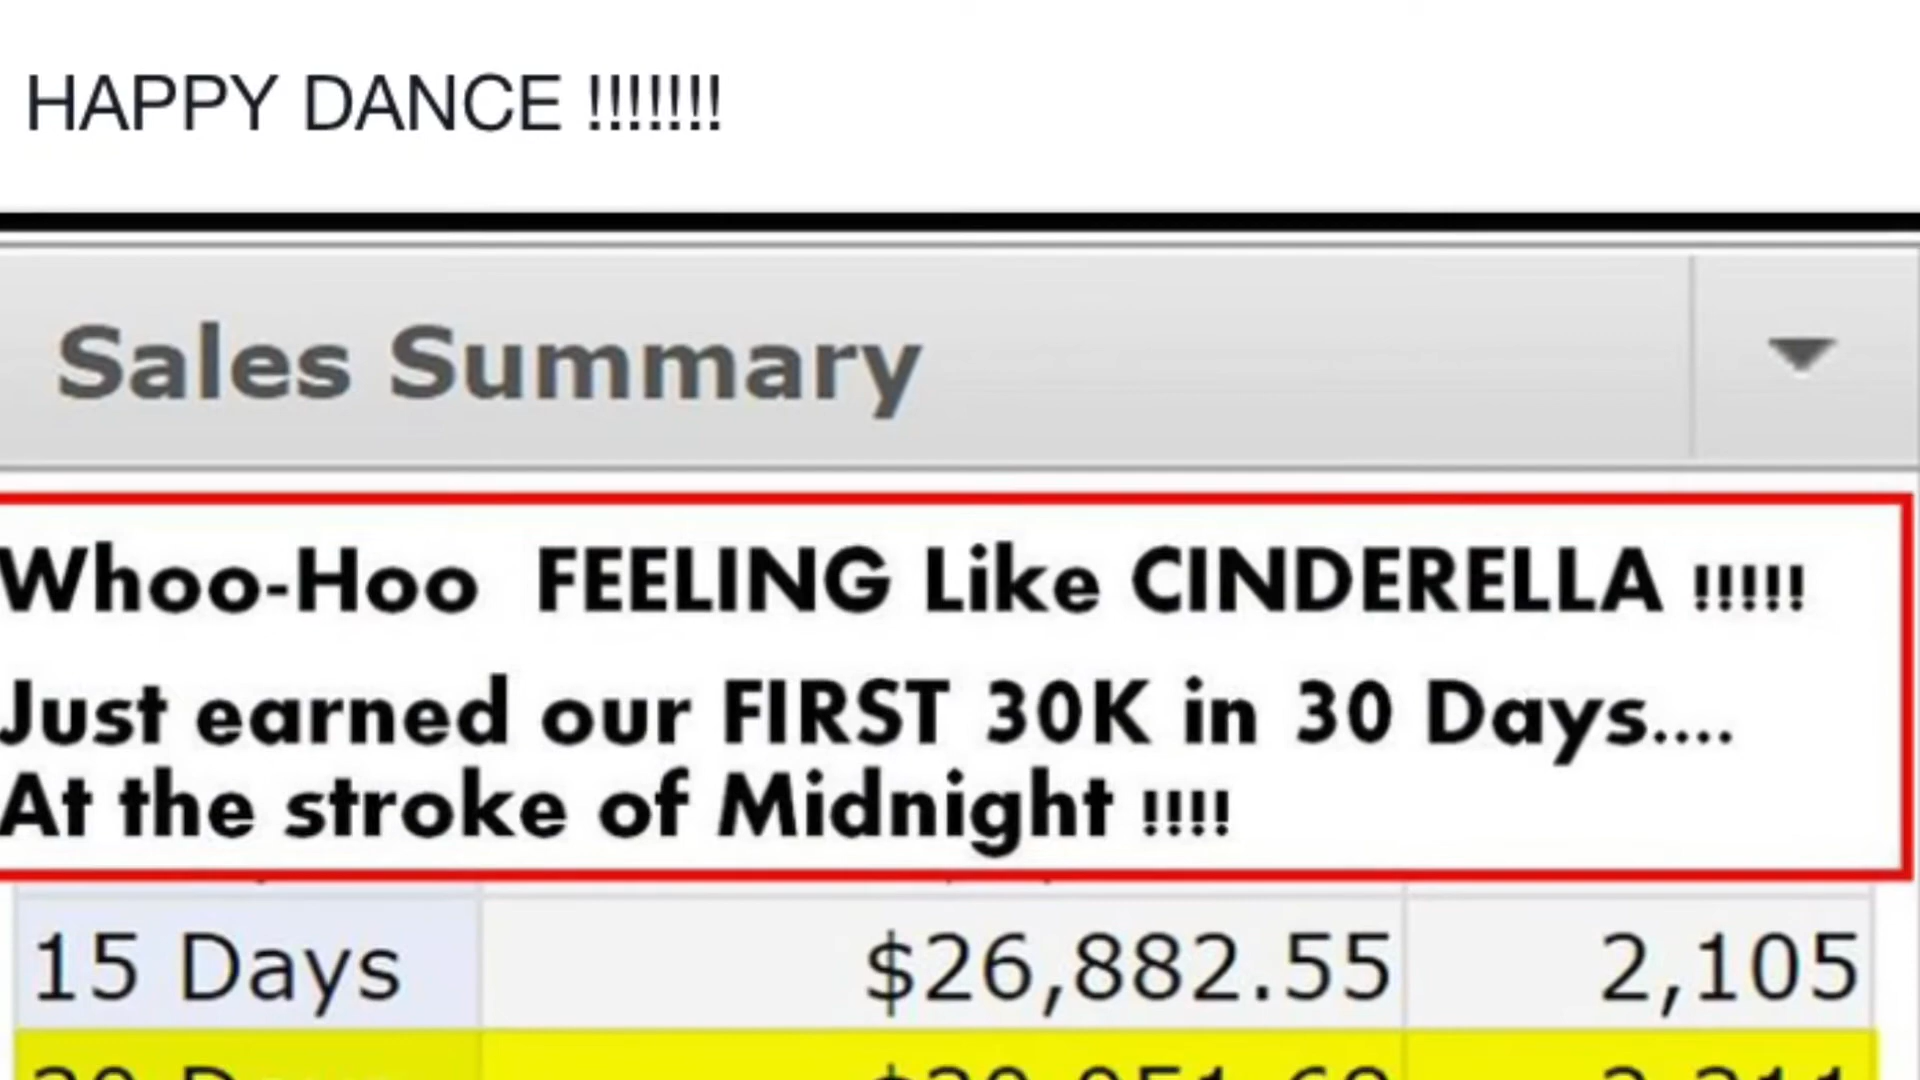 HAPPY DANCE !!!!!!!
Sales Summary
Whoo-Hoo FEELING Like CINDERELLA !!!!!
Just earned our FIRST 30K in 30 Days....
At the stroke of Midnight !!!!
15 Days $26,882.55 2,105